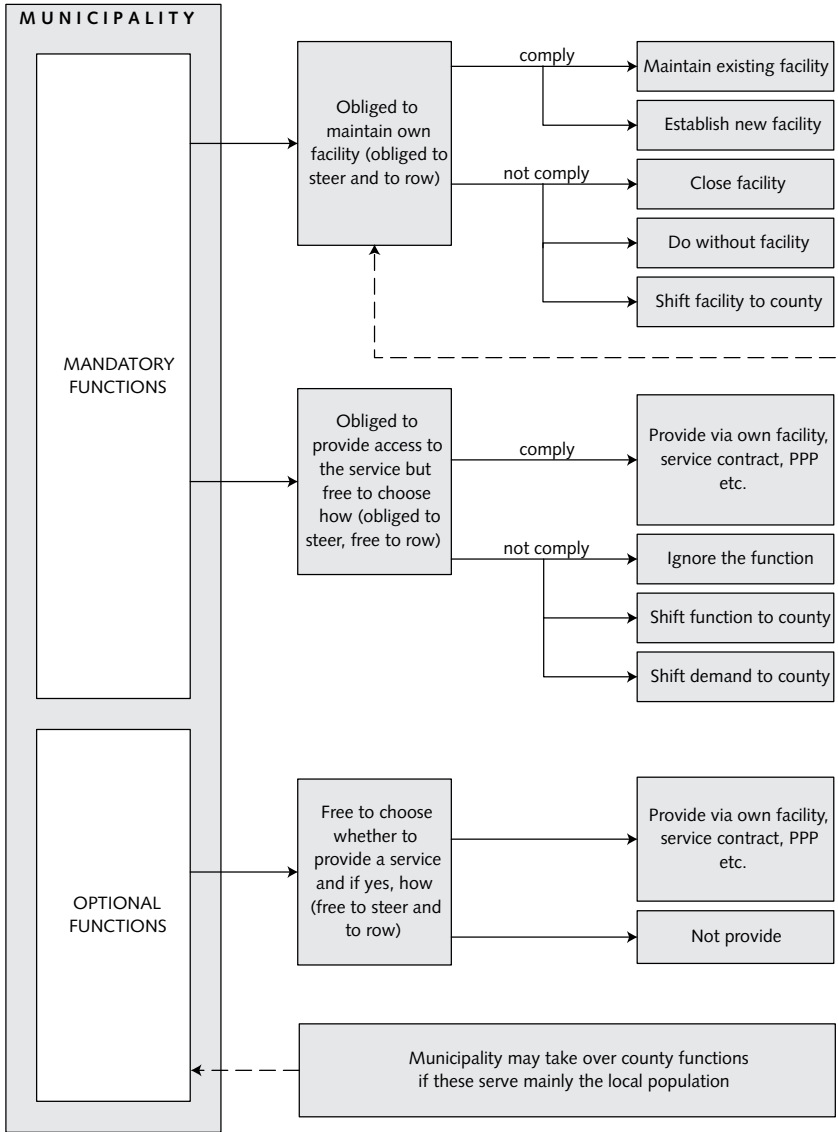 MUNICIPALITY
MANDATORY
FUNCTIONS
Obliged to
maintain own
facility (obliged to
steer and to row)
comply
Maintain existing facility
Establish new facility
not comply
Close facility
Do without facility
Shift facility to county
Obliged to
provide access to
the service but
free to choose
how (obliged to
steer, free to row)
comply
Provide via own facility,
service contract, PPP
etc.
not comply
Ignore the function
Shift function to county
Shift demand to county
OPTIONAL
FUNCTIONS
Free to choose
whether to
provide a service
and if yes, how
(free to steer and
to row)
Provide via own facility,
service contract, PPP
etc.
Not provide
Municipality may take over county functions
if these serve mainly the local population